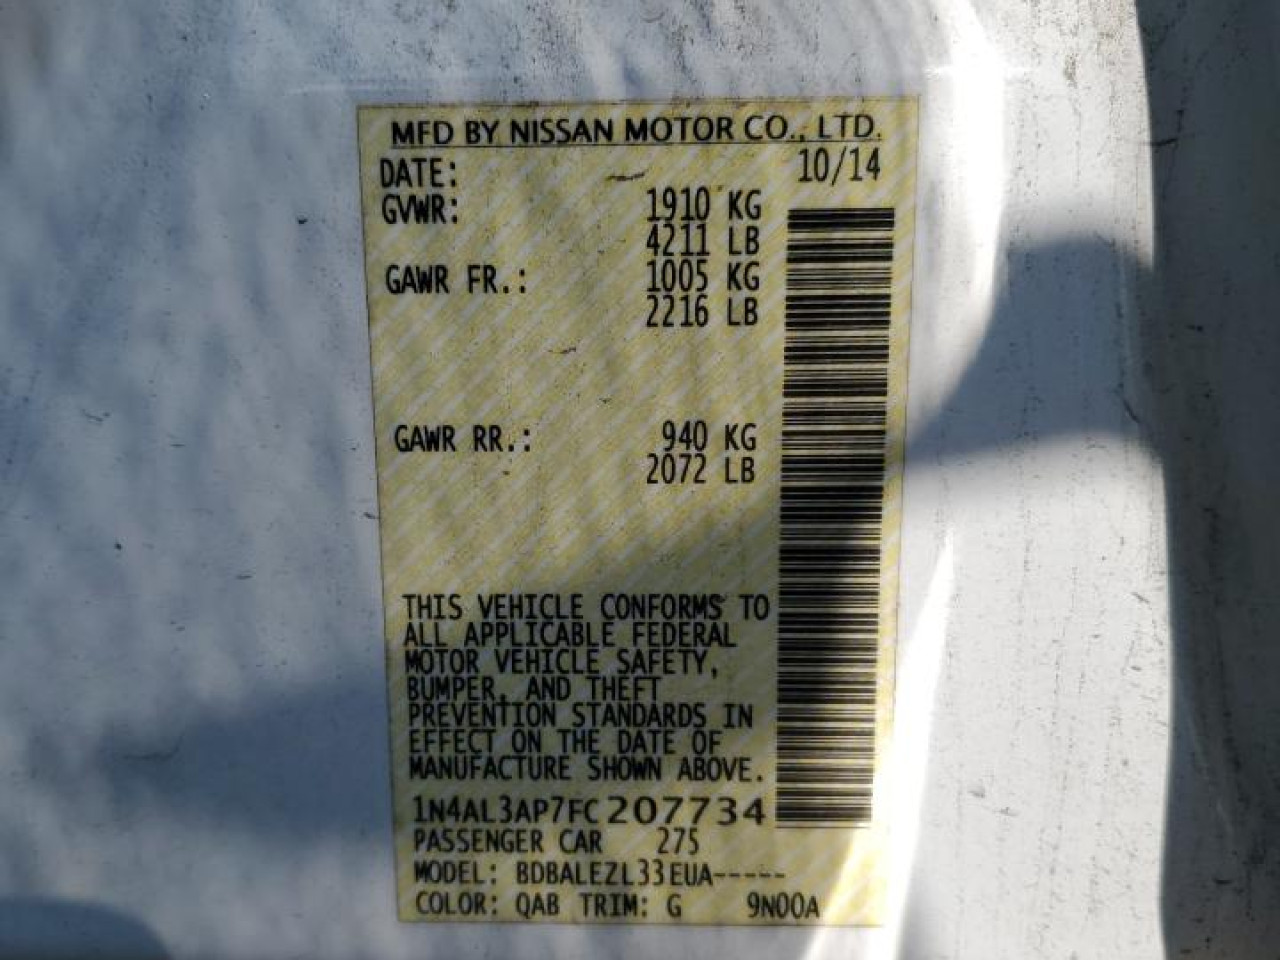 MFD BY NISSAN MOTOR CO., LTD.
DATE: 10/14
GVWR: 1910 KG
4211 LB
GAWR FR.: 1005 KG
2216 LB
GAWR RR.: 940 KG
2072 LB
THIS VEHICLE CONFORMS TO
ALL APPLICABLE FEDERAL
MOTOR VEHICLE SAFETY,
BUMPER, AND THEFT
PREVENTION STANDARDS IN
EFFECT ON THE DATE OF
MANUFACTURE SHOWN ABOVE.
1N4AL3AP7FC207734
PASSENGER CAR 275
MODEL: BDBALEZL33EUA-----
COLOR: QAB TRIM: G 9N00A